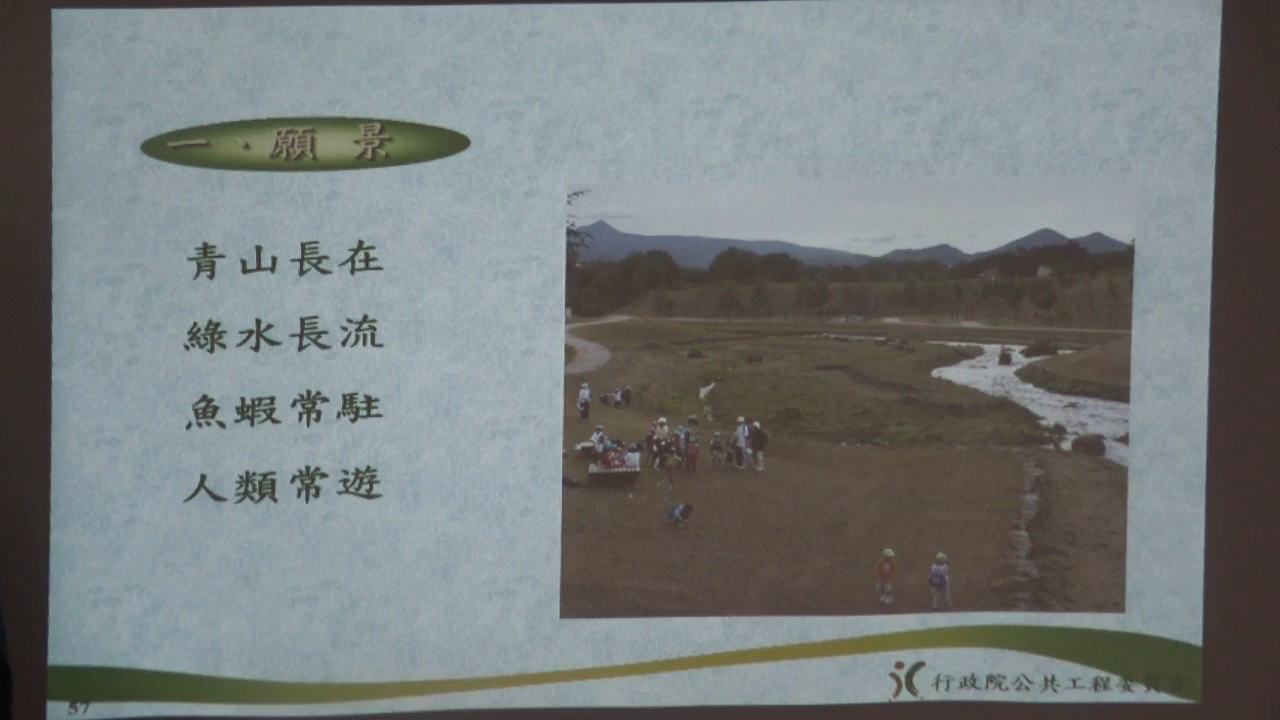 一、願景
青山長在
綠水長流
魚蝦常駐
人類常遊
行政院公共工程委員會
57